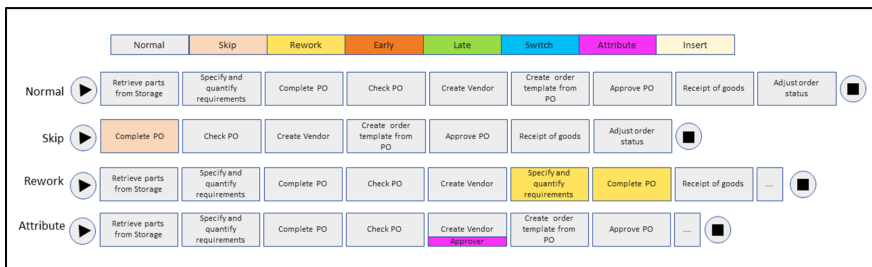 Normal Skip Rework Early Late Switch Attribute Insert
Normal
Retrieve parts
from Storage
Specify and
quantify
requirements
Complete PO
Check PO
Create Vendor
Create order
template from
PO
Approve PO
Receipt of goods
Adjust order
status
Skip
Complete PO
Check PO
Create Vendor
Create order
template from
PO
Approve PO
Receipt of goods
Adjust order
status
Rework
Retrieve parts
from Storage
Specify and
quantify
requirements
Complete PO
Check PO
Create Vendor
Specify and
quantify
requirements
Complete PO
Receipt of goods
....
Attribute
Retrieve parts
from Storage
Specify and
quantify
requirements
Complete PO
Check PO
Create Vendor
Approver
Create order
template from
PO
Approve PO
....